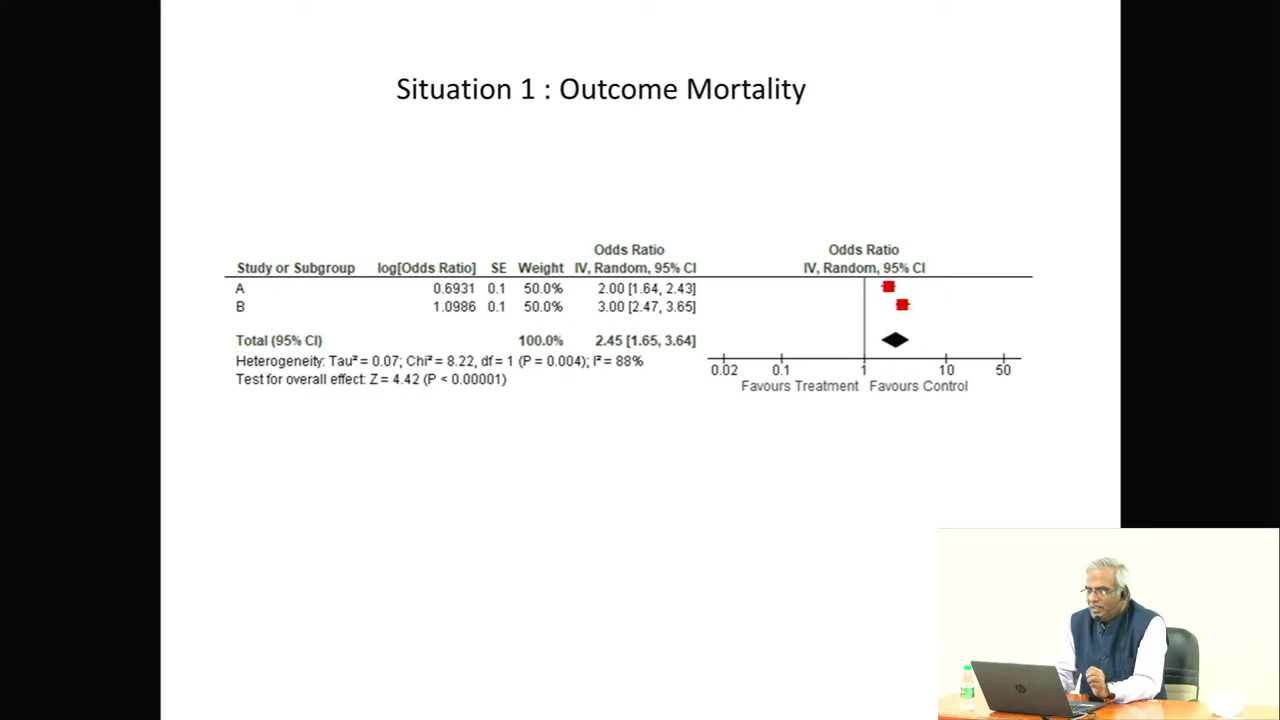 Situation 1 : Outcome Mortality
Odds Ratio Odds Ratio
Study or Subgroup log[Odds Ratio] SE Weight IV, Random, 95% CI IV, Random, 95% CI
A 0.6931 0.1 50.0% 2.00 [1.64, 2.43]
B 1.0986 0.1 50.0% 3.00 [2.47, 3.65]
Total (95% CI) 100.0% 2.45 [1.65, 3.64]
Heterogeneity: Tau² = 0.07; Chi² = 8.22, df = 1 (P = 0.004); I² = 88%
Test for overall effect: Z = 4.42 (P < 0.00001)
0.02 0.1 1 10 50
Favours Treatment Favours Control
hp